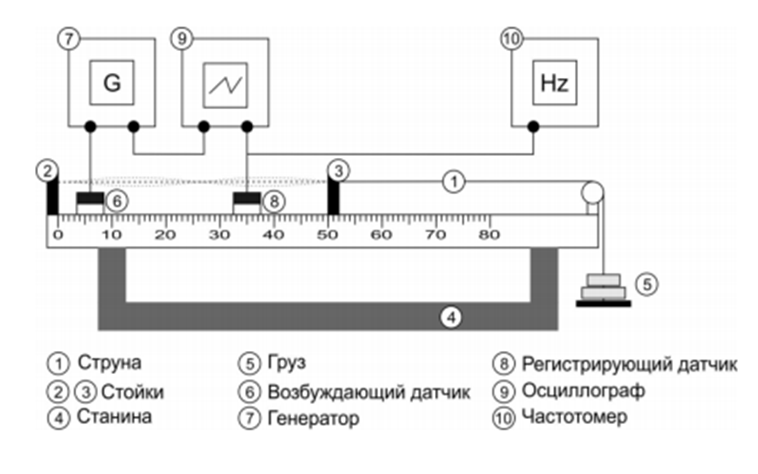 7 9 10
G Hz
2 3 1
6 8
0 10 20 30 40 50 60 70 80
5
4
1 Струна
2 3 Стойки
4 Станина
5 Груз
6 Возбуждающий датчик
7 Генератор
8 Регистрирующий датчик
9 Осциллограф
10 Частотомер